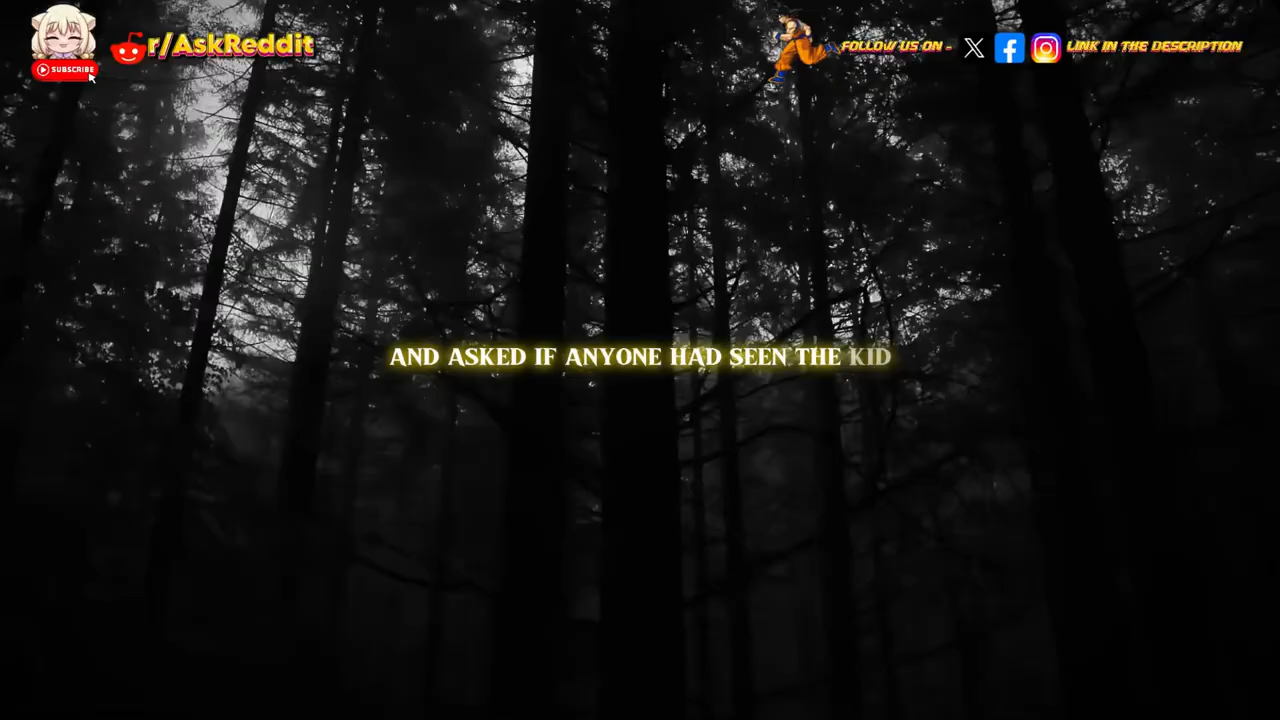 r/AskReddit
SUBSCRIBE
FOLLOW US ON -
LINK IN THE DESCRIPTION
AND ASKED IF ANYONE HAD SEEN THE KID